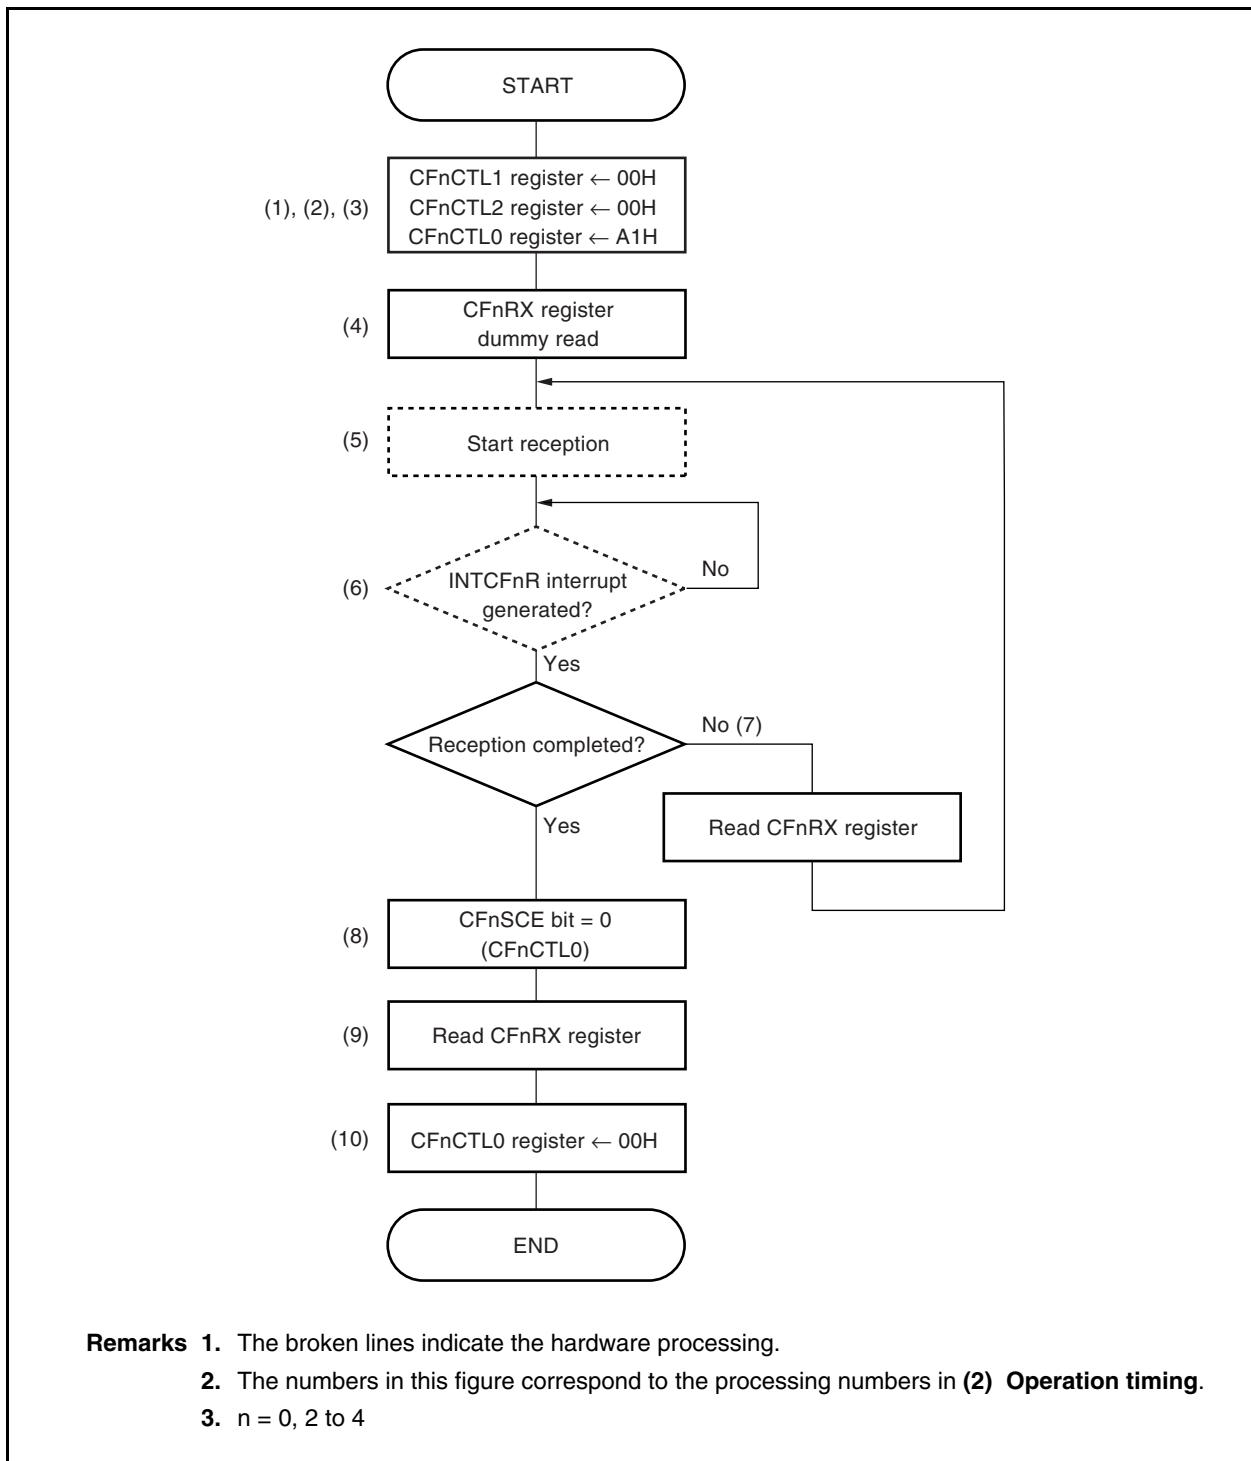 START
(1), (2), (3)
CFnCTL1 register ← 00H
CFnCTL2 register ← 00H
CFnCTL0 register ← A1H
(4)
CFnRX register
dummy read
(5)
Start reception
(6)
INTCFnR interrupt
generated?
No
Yes
Reception completed?
No (7)
Read CFnRX register
Yes
(8)
CFnSCE bit = 0
(CFnCTL0)
(9)
Read CFnRX register
(10)
CFnCTL0 register ← 00H
END
Remarks 1. The broken lines indicate the hardware processing.
2. The numbers in this figure correspond to the processing numbers in (2) Operation timing.
3. n = 0, 2 to 4